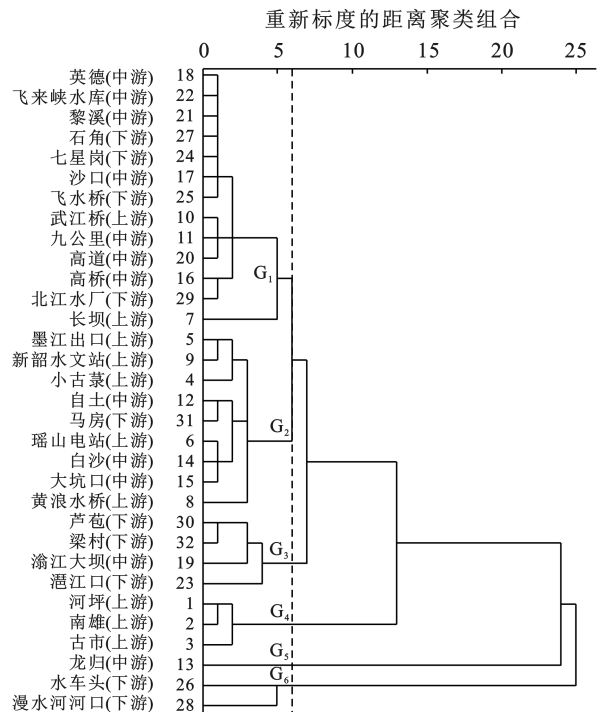 重新标度的距离聚类组合
0 5 10 15 20 25
英德(中游) 18
飞来峡水库(中游) 22
黎溪(中游) 21
石角(下游) 27
七星岗(下游) 24
沙口(中游) 17
飞水桥(下游) 25
武江桥(上游) 10
九公里(中游) 11
高道(中游) 20
高桥(中游) 16
G₁
北江水厂(下游) 29
长坝(上游) 7
墨江出口(上游) 5
新韶水文站(上游) 9
小古菉(上游) 4
自土(中游) 12
马房(下游) 31
G₂
瑶山电站(上游) 6
白沙(中游) 14
大坑口(中游) 15
黄浪水桥(上游) 8
芦苞(下游) 30
梁村(下游) 32
G₃
滃江大坝(中游) 19
潖江口(下游) 23
河坪(上游) 1
G₄
南雄(上游) 2
古市(上游) 3
G₅
龙归(中游) 13
G₆
水车头(下游) 26
漫水河河口(下游) 28